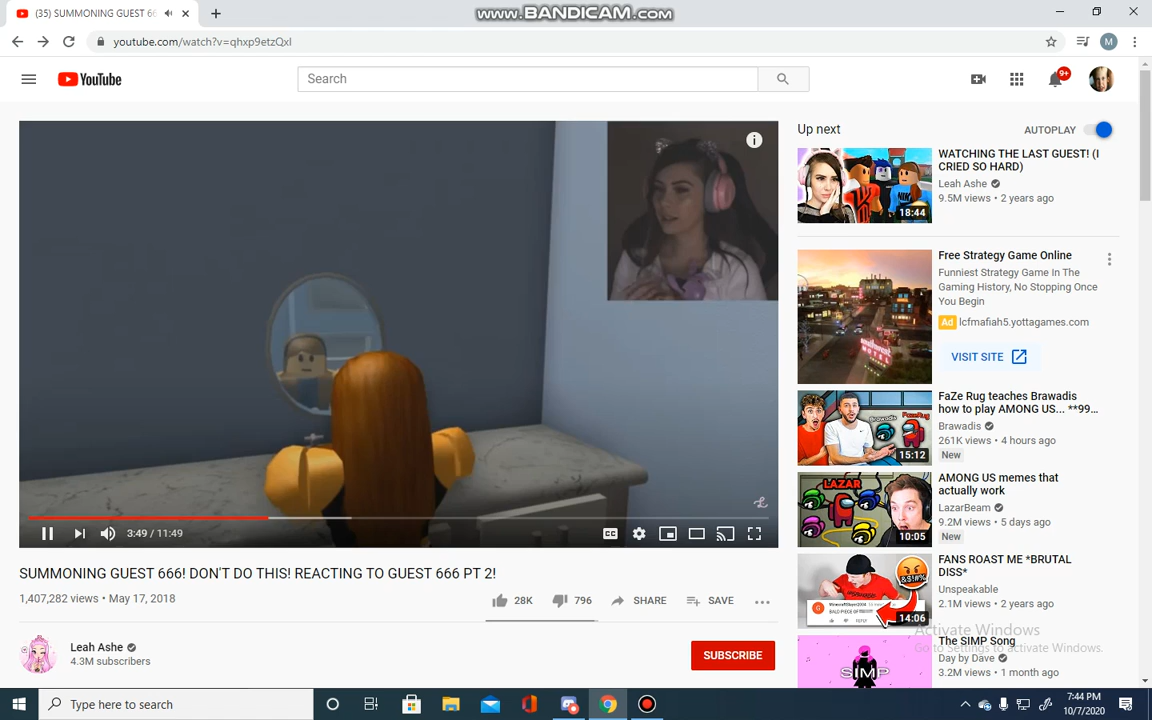 WWW.BANDICAM.COM
(35) SUMMONING GUEST 66
youtube.com/watch?v=qhxp9etzQxI
YouTube
Search
9+
M
Up next
AUTOPLAY
WATCHING THE LAST GUEST! (I CRIED SO HARD)
Leah Ashe
9.5M views • 2 years ago
18:44
Free Strategy Game Online
Funniest Strategy Game In The
Gaming History, No Stopping Once
You Begin
Ad lcfmafiah5.yottagames.com
VISIT SITE
FaZe Rug teaches Brawadis
how to play AMONG US... **99...
Brawadis
261K views • 4 hours ago
New
15:12
AMONG US memes that
actually work
LazarBeam
9.2M views • 5 days ago
New
LAZAR
10:05
FANS ROAST ME *BRUTAL
DISS*
Unspeakable
2.1M views • 2 years ago
14:06
The SIMP Song
Day by Dave
3.2M views • 1 month ago
SIMP
Activate Windows
Go to Settings to activate Windows.
3:49 / 11:49
CC
SUMMONING GUEST 666! DON'T DO THIS! REACTING TO GUEST 666 PT 2!
1,407,282 views • May 17, 2018
28K
796
SHARE
SAVE
Leah Ashe
4.3M subscribers
SUBSCRIBE
Type here to search
7:44 PM
10/7/2020